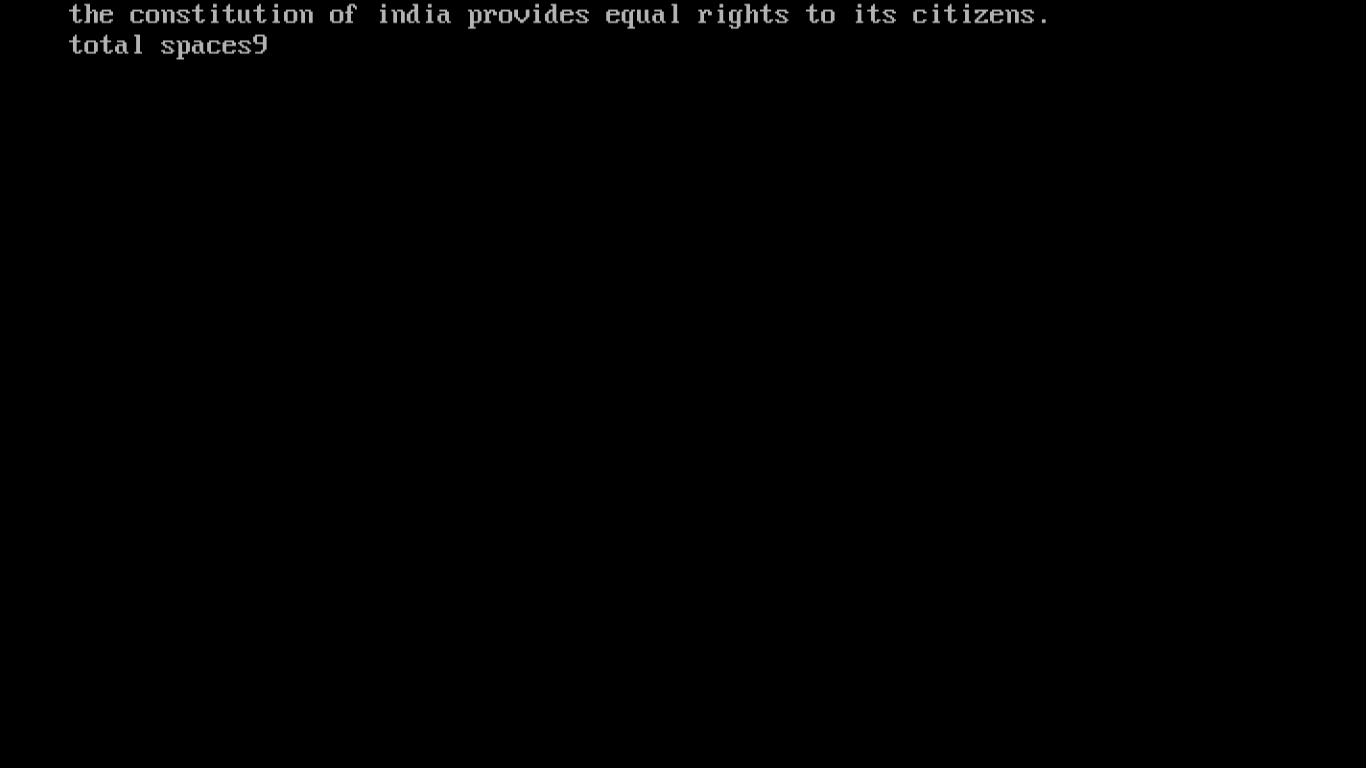 the constitution of india provides equal rights to its citizens.
total spaces9